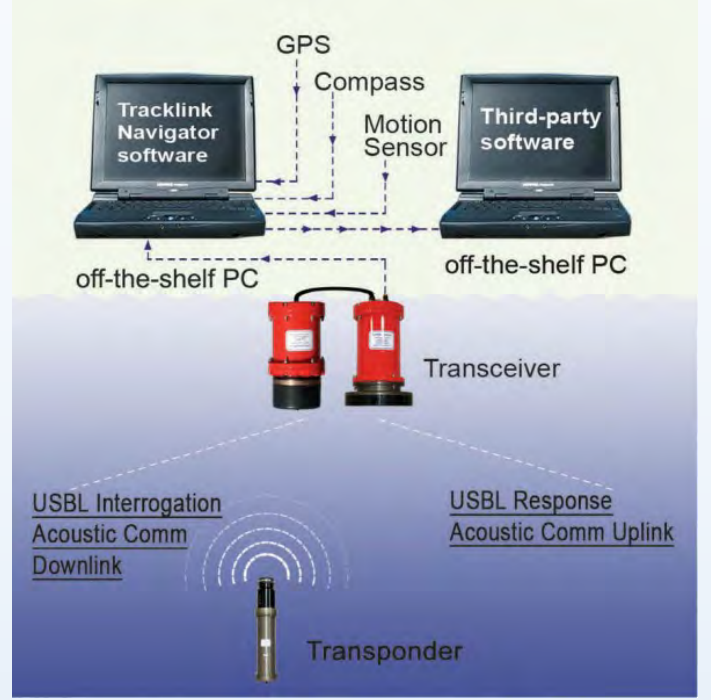 GPS
Compass
Motion
Sensor
Tracklink
Navigator
software
Third-party
software
off-the-shelf PC
off-the-shelf PC
Transceiver
USBL Interrogation
Acoustic Comm
Downlink
USBL Response
Acoustic Comm Uplink
Transponder